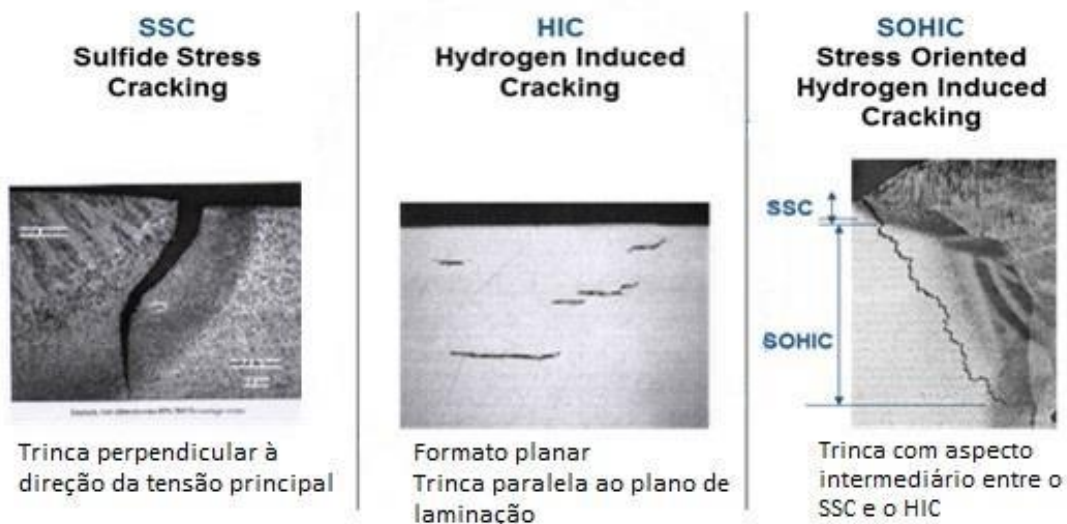 SSC
Sulfide Stress
Cracking
Trinca perpendicular à
direção da tensão principal
HIC
Hydrogen Induced
Cracking
Formato planar
Trinca paralela ao plano de
laminação
SOHIC
Stress Oriented
Hydrogen Induced
Cracking
SSC
SOHIC
Trinca com aspecto
intermediário entre o
SSC e o HIC